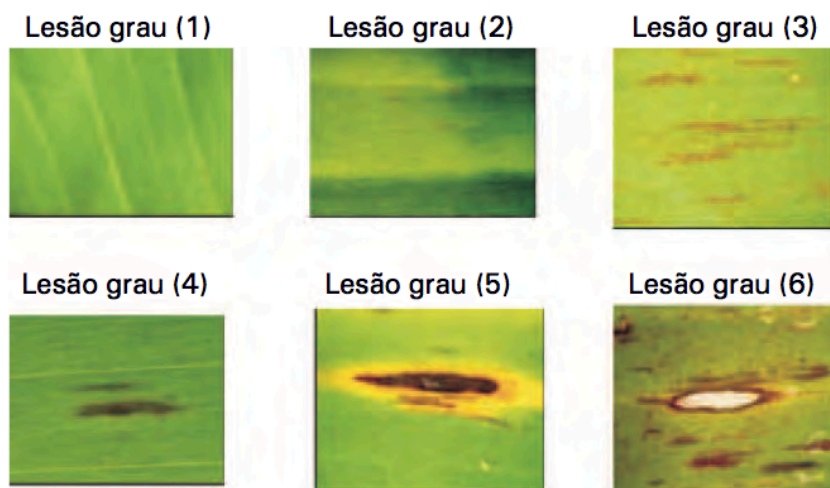 Lesão grau (1)
Lesão grau (2)
Lesão grau (3)
Lesão grau (4)
Lesão grau (5)
Lesão grau (6)